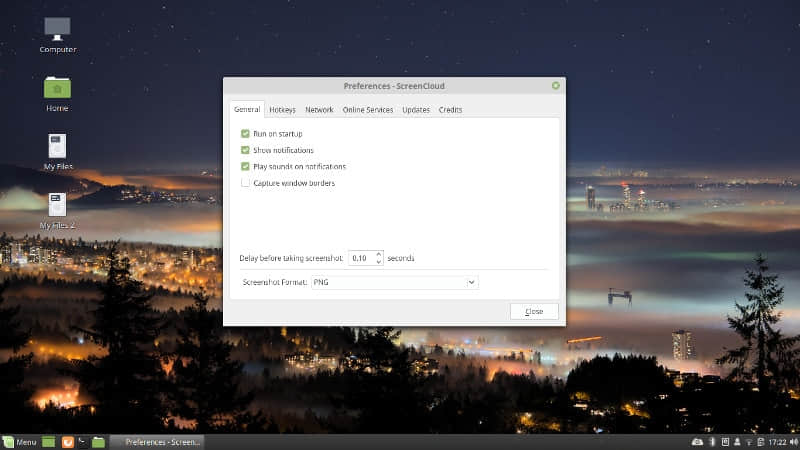 Computer
Home
My Files
My Files 2
Preferences - ScreenCloud
General Hotkeys Network Online Services Updates Credits
Run on startup
Show notifications
Play sounds on notifications
Capture window borders
Delay before taking screenshot: 0,10 seconds
Screenshot Format: PNG
Close
Menu Preferences - Screen... 17:22